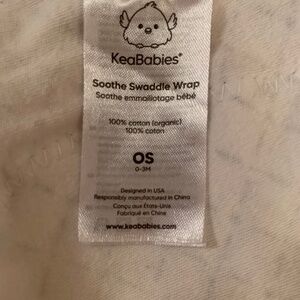 KeaBabies®
Soothe Swaddle Wrap
Soothe emmaillotage bébé
100% cotton (organic)
100% coton
OS
0-3M
Designed in USA
Responsibly manufactured in China
Conçu aux États-Unis
Fabriqué en Chine
www.keababies.com